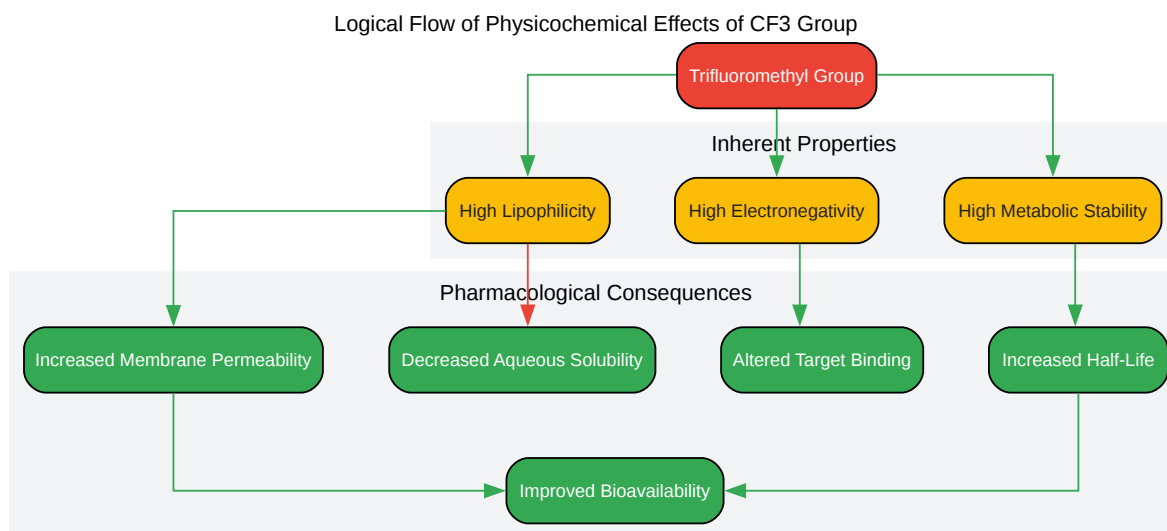 Logical Flow of Physicochemical Effects of CF3 Group
Trifluoromethyl Group
Inherent Properties
High Lipophilicity
High Electronegativity
High Metabolic Stability
Pharmacological Consequences
Increased Membrane Permeability
Decreased Aqueous Solubility
Altered Target Binding
Increased Half-Life
Improved Bioavailability